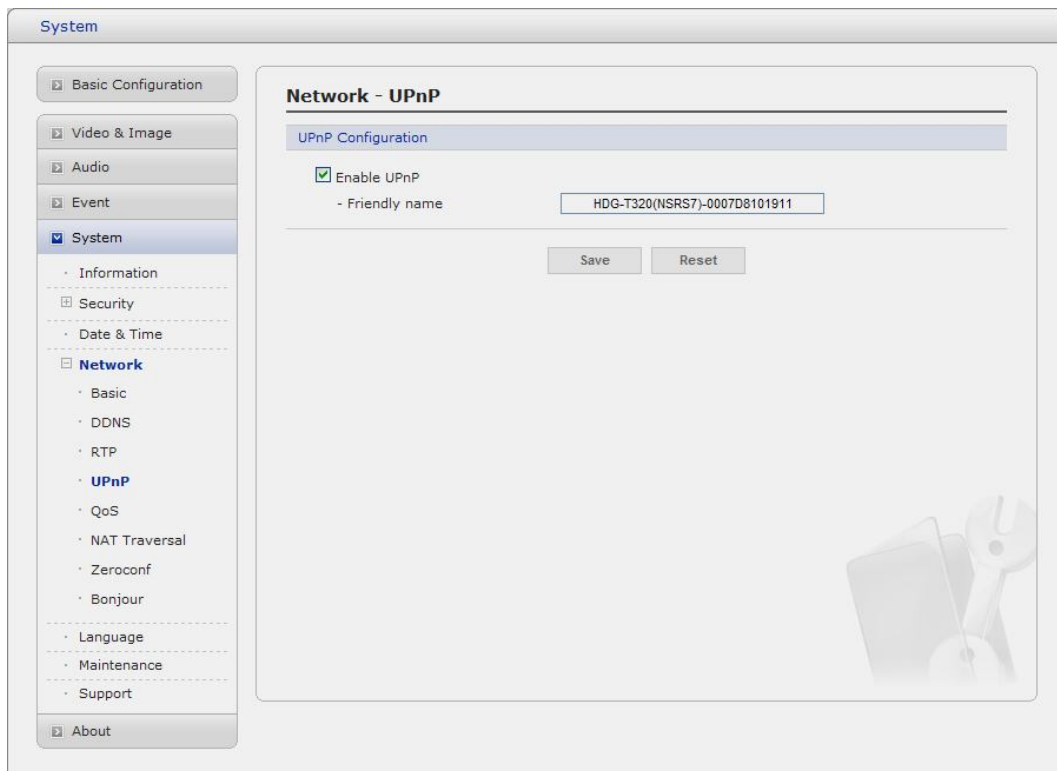 System
Basic Configuration
Video & Image
Audio
Event
System
· Information
Security
· Date & Time
Network
· Basic
· DDNS
· RTP
· UPnP
· QoS
· NAT Traversal
· Zeroconf
· Bonjour
· Language
· Maintenance
· Support
About
Network - UPnP
UPnP Configuration
Enable UPnP
- Friendly name HDG-T320(NSRS7)-0007D8101911
Save Reset